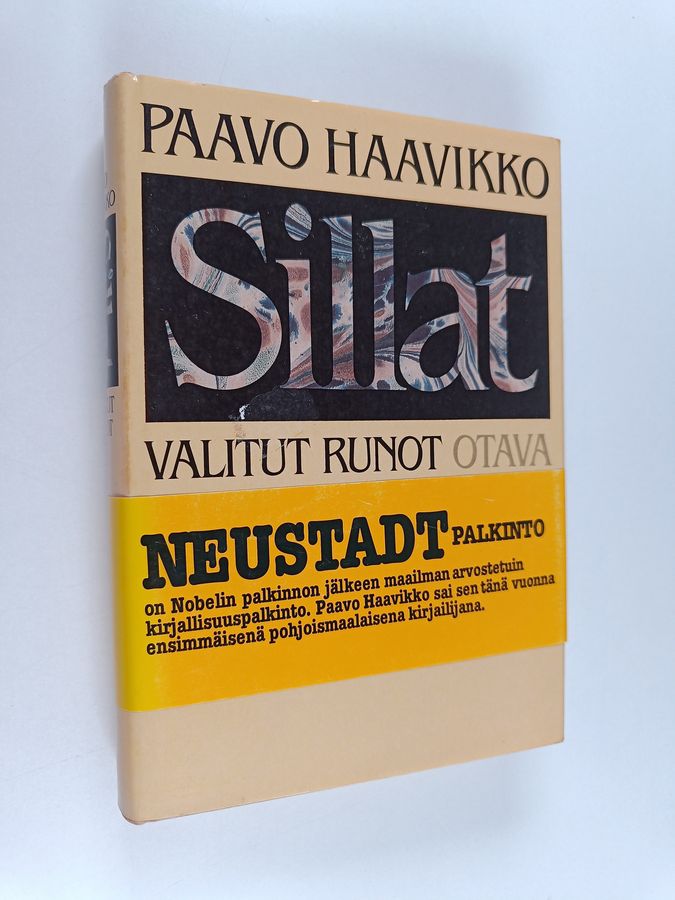 PAAVO HAAVIKKO
Sillat
VALITUT RUNOT OTAVA
NEUSTADT PALKINTO
on Nobelin palkinnon jälkeen maailman arvostetuin
kirjallisuuspalkinto. Paavo Haavikko sai sen tänä vuonna
ensimmäisenä pohjoismaalaisena kirjailijana.